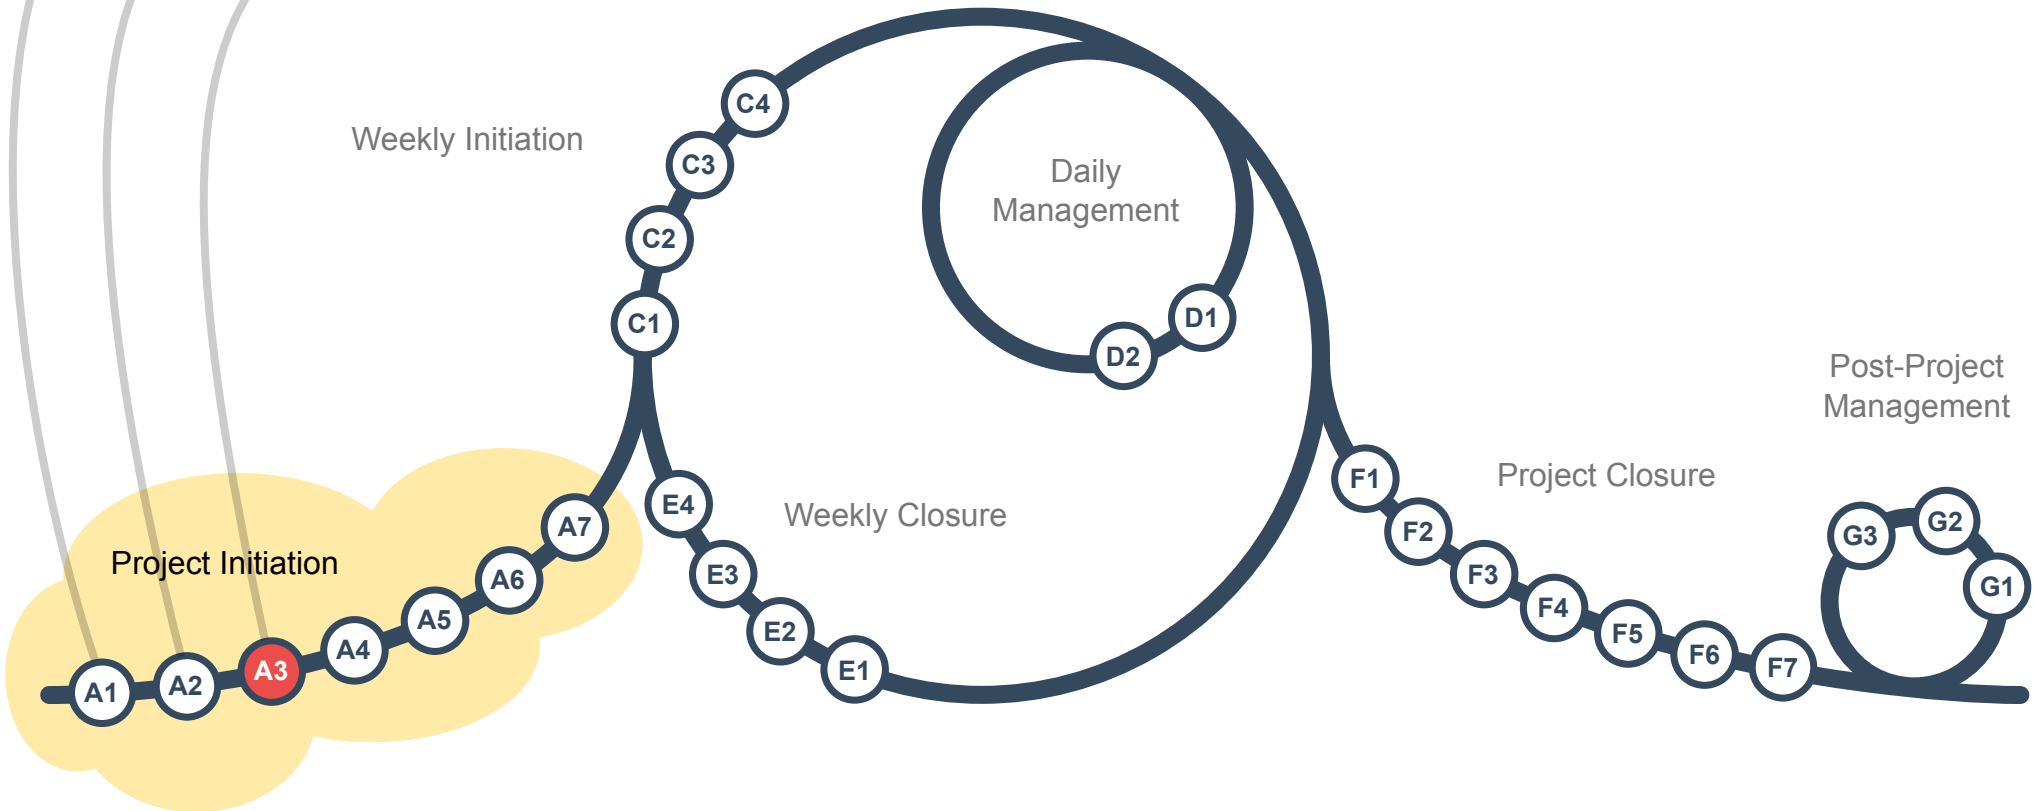 Weekly Initiation
C4
C3
C2
C1
Daily
Management
D1
D2
Post-Project
Management
Project Initiation
A1
A2
A3
A4
A5
A6
A7
Weekly Closure
E4
E3
E2
E1
Project Closure
F1
F2
F3
F4
F5
F6
F7
G3
G2
G1